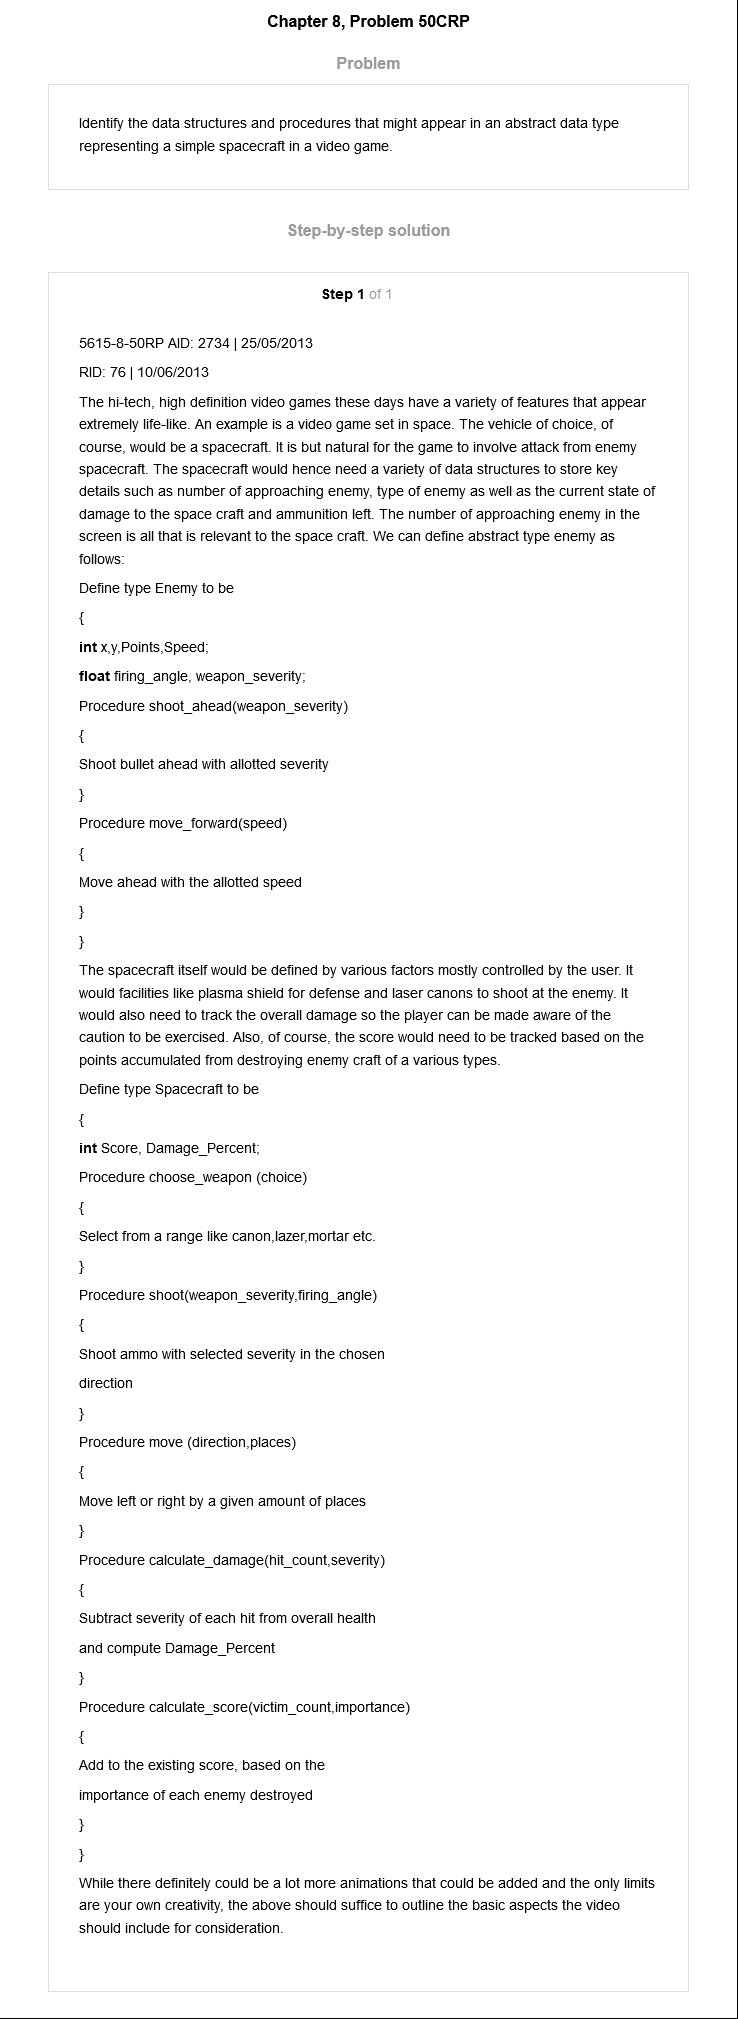 Chapter 8, Problem 50CRP
Problem
Identify the data structures and procedures that might appear in an abstract data type
representing a simple spacecraft in a video game.
Step-by-step solution
Step 1 of 1
5615-8-50RP AID: 2734 | 25/05/2013
RID: 76 | 10/06/2013
The hi-tech, high definition video games these days have a variety of features that appear
extremely life-like. An example is a video game set in space. The vehicle of choice, of
course, would be a spacecraft. It is but natural for the game to involve attack from enemy
spacecraft. The spacecraft would hence need a variety of data structures to store key
details such as number of approaching enemy, type of enemy as well as the current state of
damage to the space craft and ammunition left. The number of approaching enemy in the
screen is all that is relevant to the space craft. We can define abstract type enemy as
follows:
Define type Enemy to be
{
int x,y,Points,Speed;
float firing_angle, weapon_severity;
Procedure shoot_ahead(weapon_severity)
{
Shoot bullet ahead with allotted severity
}
Procedure move_forward(speed)
{
Move ahead with the allotted speed
}
}
The spacecraft itself would be defined by various factors mostly controlled by the user. It
would facilities like plasma shield for defense and laser canons to shoot at the enemy. It
would also need to track the overall damage so the player can be made aware of the
caution to be exercised. Also, of course, the score would need to be tracked based on the
points accumulated from destroying enemy craft of a various types.
Define type Spacecraft to be
{
int Score, Damage_Percent;
Procedure choose_weapon (choice)
{
Select from a range like canon,lazer,mortar etc.
}
Procedure shoot(weapon_severity,firing_angle)
{
Shoot ammo with selected severity in the chosen
direction
}
Procedure move (direction,places)
{
Move left or right by a given amount of places
}
Procedure calculate_damage(hit_count,severity)
{
Subtract severity of each hit from overall health
and compute Damage_Percent
}
Procedure calculate_score(victim_count,importance)
{
Add to the existing score, based on the
importance of each enemy destroyed
}
}
While there definitely could be a lot more animations that could be added and the only limits
are your own creativity, the above should suffice to outline the basic aspects the video
should include for consideration.